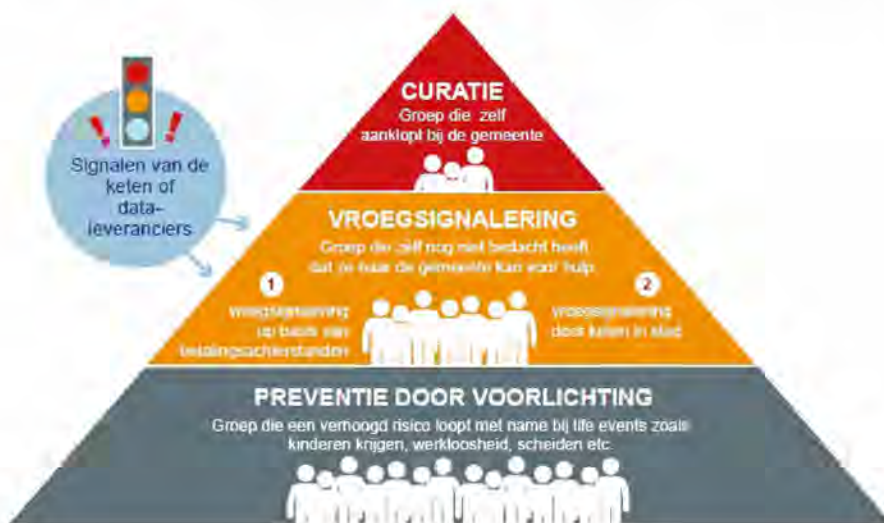 Signalen van de
keten of
data-
leveranciers
CURATIE
Groep die zelf
aanklopt bij de gemeente
VROEGSIGNALERING
Groep die zelf nog niet bedacht heeft
dat ze naar de gemeente kan voor hulp
1
vroegsignalering
op basis van
betalingsachterstanden
2
vroegsignalering
door keten in stad
PREVENTIE DOOR VOORLICHTING
Groep die een verhoogd risico loopt met name bij life events zoals
kinderen krijgen, werkloosheid, scheiden etc.